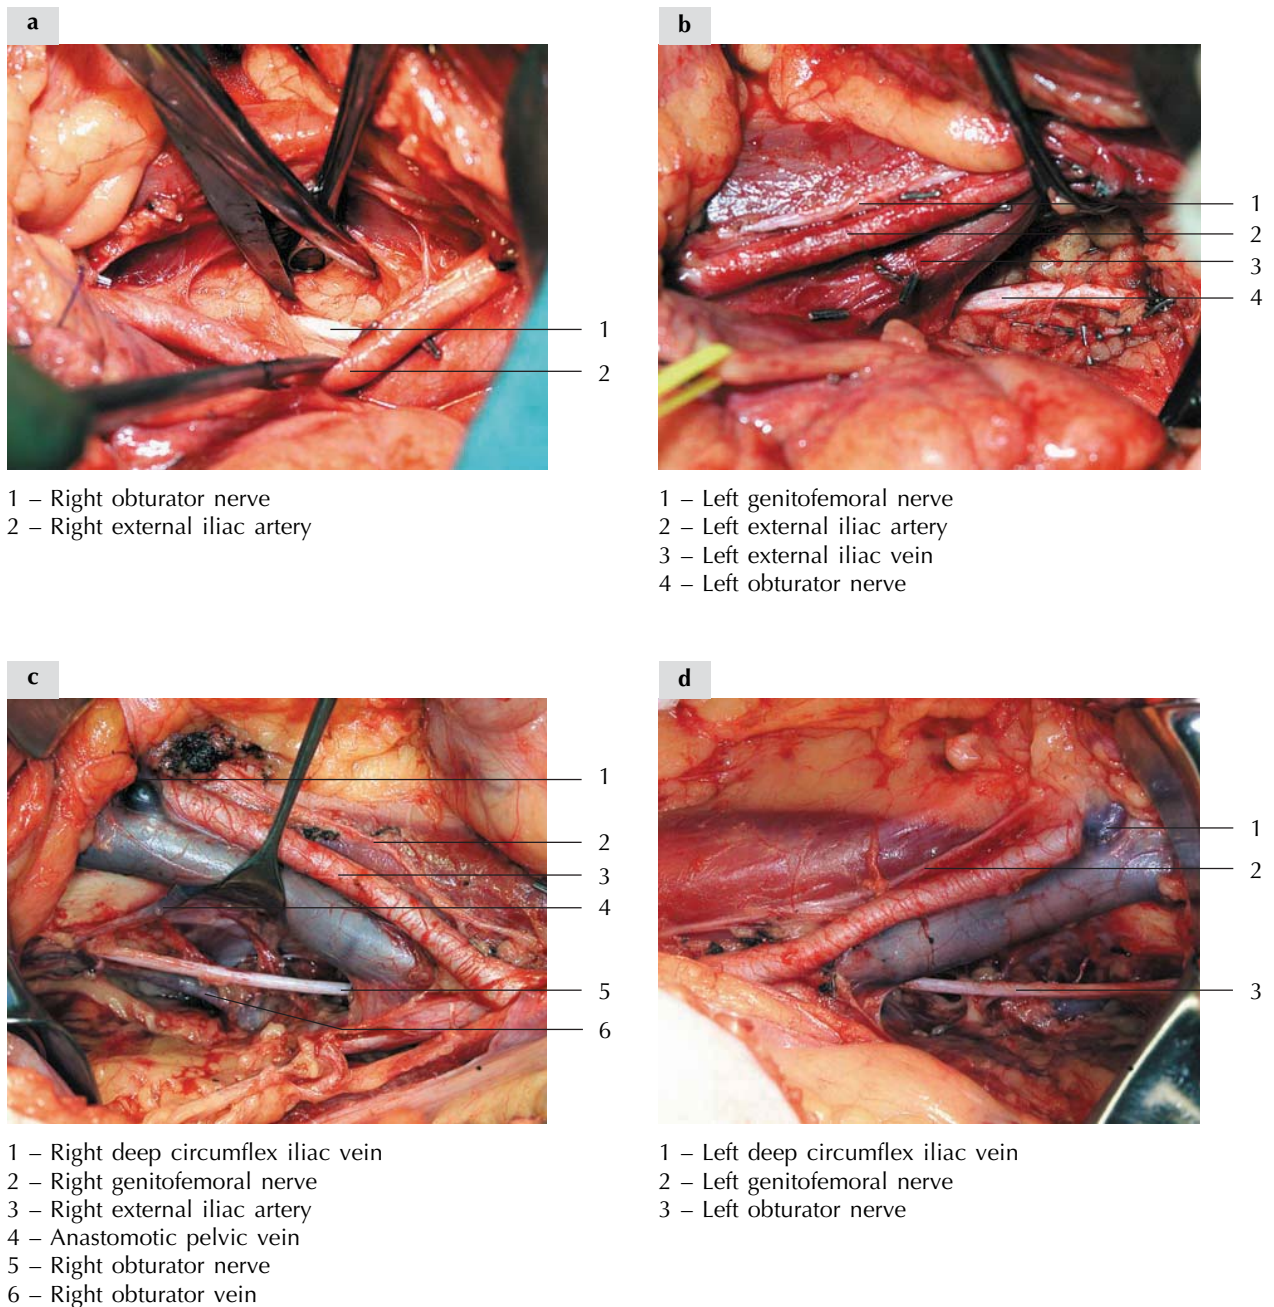 a
1
2
1 – Right obturator nerve
2 – Right external iliac artery
b
1
2
3
4
1 – Left genitofemoral nerve
2 – Left external iliac artery
3 – Left external iliac vein
4 – Left obturator nerve
c
1
2
3
4
5
6
1 – Right deep circumflex iliac vein
2 – Right genitofemoral nerve
3 – Right external iliac artery
4 – Anastomotic pelvic vein
5 – Right obturator nerve
6 – Right obturator vein
d
1
2
3
1 – Left deep circumflex iliac vein
2 – Left genitofemoral nerve
3 – Left obturator nerve